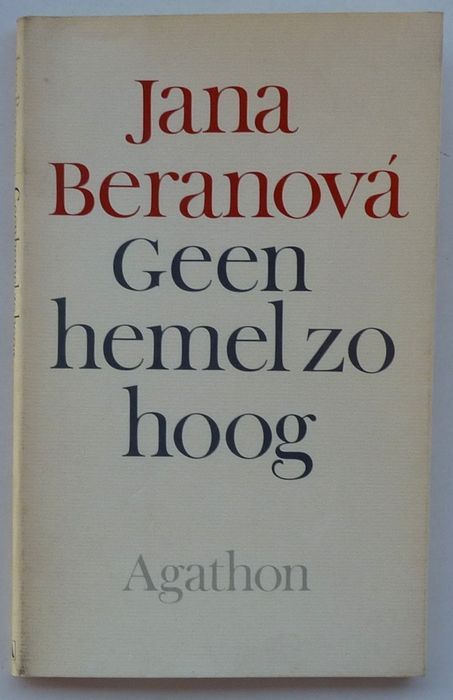 Jana
Beranová
Geen
hemel zo
hoog
Agathon